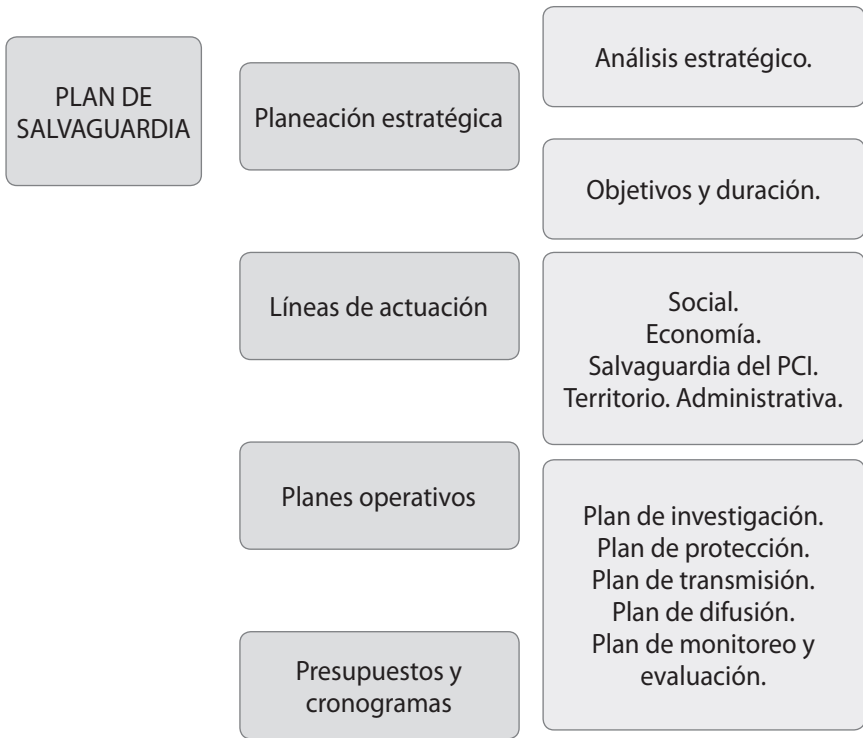 PLAN DE
SALVAGUARDIA
Planeación estratégica
Análisis estratégico.
Objetivos y duración.
Líneas de actuación
Social.
Economía.
Salvaguardia del PCI.
Territorio. Administrativa.
Planes operativos
Plan de investigación.
Plan de protección.
Plan de transmisión.
Plan de difusión.
Plan de monitoreo y
evaluación.
Presupuestos y
cronogramas